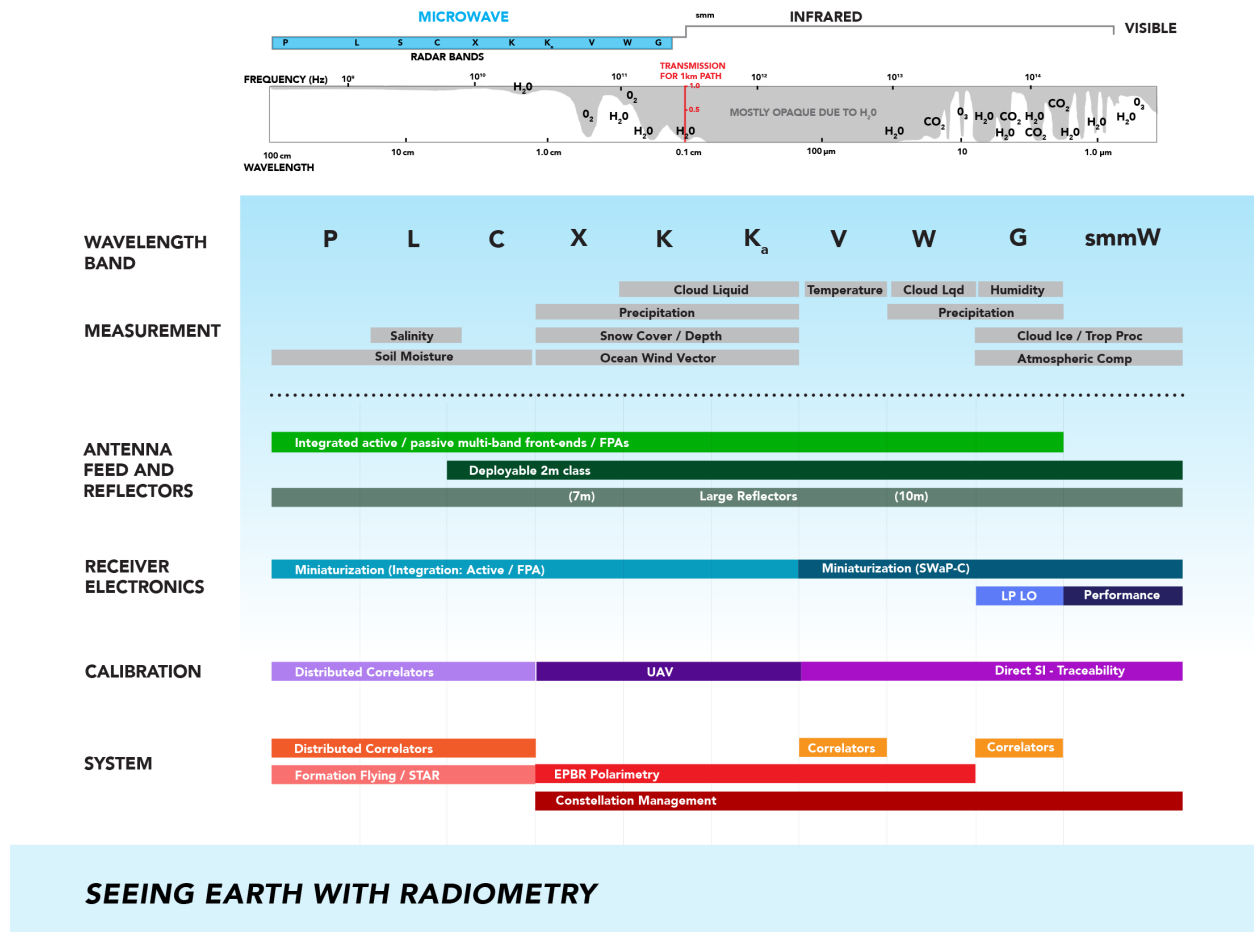 MICROWAVE
smm
INFRARED
VISIBLE
P L S C X K Kₐ V W G
RADAR BANDS
TRANSMISSION
FOR 1km PATH
FREQUENCY (Hz) 10⁹ 10¹⁰ 10¹¹ 10¹² 10¹³ 10¹⁴
1.0
0.5
H₂0
0₂
0₂
H₂0
H₂0
H₂0
MOSTLY OPAQUE DUE TO H₂0
H₂0
CO₂
0₃
H₂0
H₂0
CO₂
H₂0
CO₂
CO₂
H₂0
H₂0
H₂0
0₃
100 cm 10 cm 1.0 cm 0.1 cm 100 µm 10 1.0 µm
WAVELENGTH
WAVELENGTH
BAND
P L C X K Kₐ V W G smmW
MEASUREMENT
Cloud Liquid Temperature Cloud Lqd Humidity
Precipitation Precipitation
Salinity Snow Cover / Depth Cloud Ice / Trop Proc
Soil Moisture Ocean Wind Vector Atmospheric Comp
ANTENNA
FEED AND
REFLECTORS
Integrated active / passive multi-band front-ends / FPAs
Deployable 2m class
(7m) Large Reflectors (10m)
RECEIVER
ELECTRONICS
Miniaturization (Integration: Active / FPA) Miniaturization (SWaP-C)
LP LO Performance
CALIBRATION
Distributed Correlators UAV Direct SI - Traceability
SYSTEM
Distributed Correlators Correlators Correlators
Formation Flying / STAR EPBR Polarimetry
Constellation Management
SEEING EARTH WITH RADIOMETRY